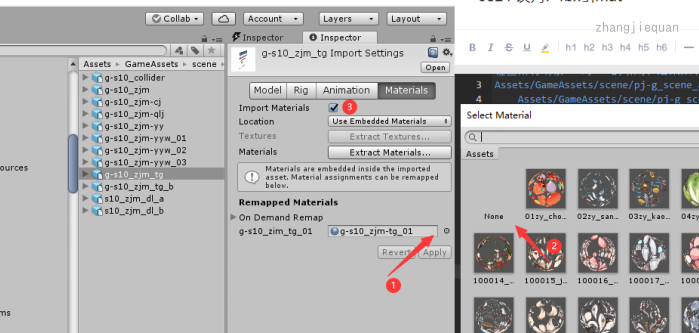 Collab
Account
Layers
Layout
Inspector
Inspector
g-s10_zjm_tg Import Settings
Open
Assets ▸ GameAssets ▸ scene ▸
g-s10_collider
g-s10_zjm
g-s10_zjm-cj
g-s10_zjm-qlj
g-s10_zjm-yy
g-s10_zjm-yyw_01
g-s10_zjm-yyw_02
g-s10_zjm-yyw_03
g-s10_zjm_tg
g-s10_zjm_tg_b
s10_zjm_dl_a
s10_zjm_dl_b
ources
ms
Model Rig Animation Materials
Import Materials
3
Location Use Embedded Materials
Textures Extract Textures...
Materials Extract Materials...
Materials are embedded inside the imported
asset. Material assignments can be remapped
below.
Remapped Materials
On Demand Remap
g-s10_zim_tg_01 g-s10_zjm-tg_01
Revert Apply
1
zhangjiequan
B I S U h1 h2 h3 h4 h5 h6
3 Assets/GameAssets/scene/pj-g_scene_
4 Assets/GameAssets/scene/pj-g_sc
Select Material
Assets
None 01zy_cho... 02zy_san... 03zy_kao... 04zy
2
100014_... 100015_j... 100016_... 100017_... 1000